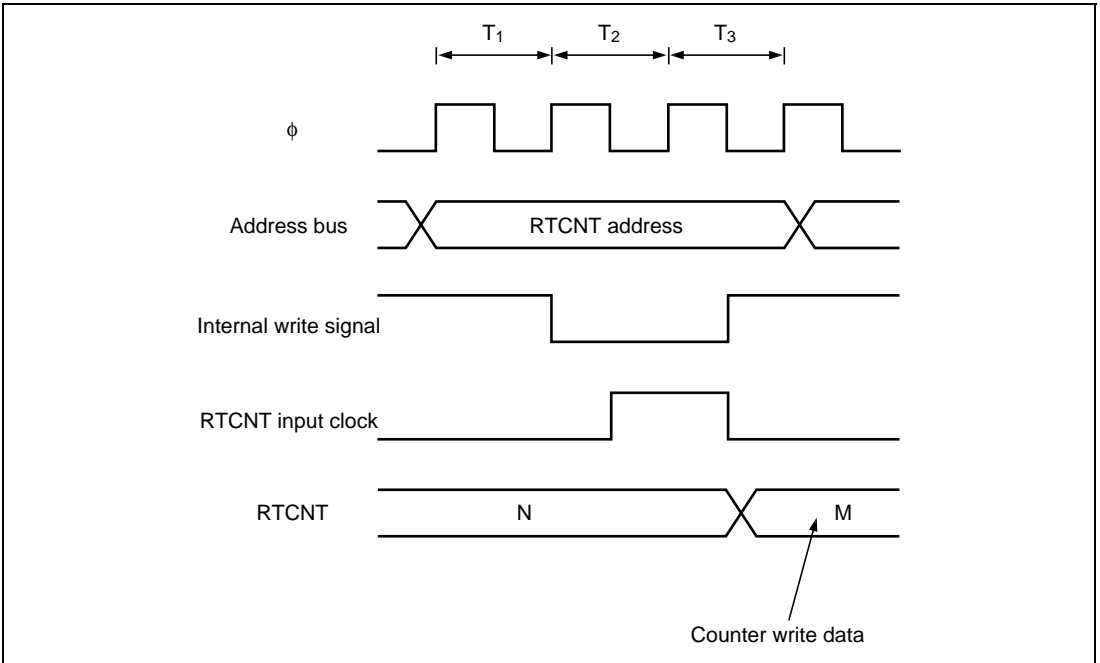 T1 T2 T3
ϕ
Address bus
RTCNT address
Internal write signal
RTCNT input clock
RTCNT
N
M
Counter write data